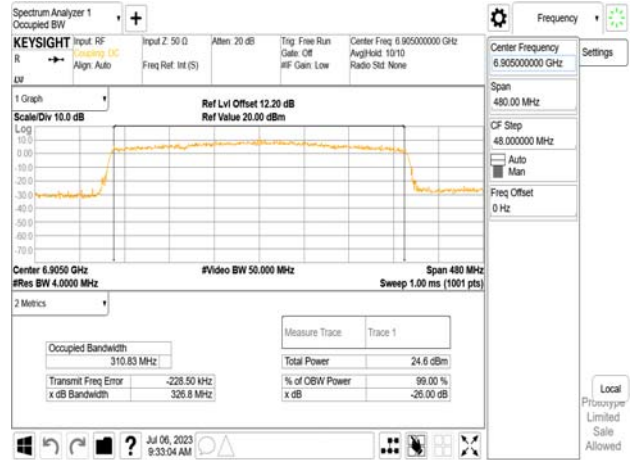 Spectrum Analyzer 1
Occupied BW
Frequency
KEYSIGHT
Input: RF
Coupling: DC
Align: Auto
Input Z: 50 Ω
Freq Ref: Int (S)
Atten: 20 dB
Trig: Free Run
Gate: Off
#IF Gain: Low
Center Freq: 6.905000000 GHz
Avg|Hold: 10/10
Radio Std: None
R
LXI
Center Frequency
6.905000000 GHz
Settings
Span
480.00 MHz
CF Step
48.000000 MHz
Auto
Man
Freq Offset
0 Hz
1 Graph
Scale/Div 10.0 dB
Ref Lvl Offset 12.20 dB
Ref Value 20.00 dBm
Log
10.0
0.00
-10.0
-20.0
-30.0
-40.0
-50.0
-60.0
-70.0
Center 6.9050 GHz
#Res BW 4.0000 MHz
#Video BW 50.000 MHz
Span 480 MHz
Sweep 1.00 ms (1001 pts)
2 Metrics
Measure Trace
Trace 1
Occupied Bandwidth
310.83 MHz
Total Power
24.6 dBm
Transmit Freq Error
-228.50 kHz
% of OBW Power
99.00 %
x dB Bandwidth
326.8 MHz
x dB
-26.00 dB
Local
Prototype
Limited
Sale
Allowed
?
Jul 06, 2023
9:33:04 AM